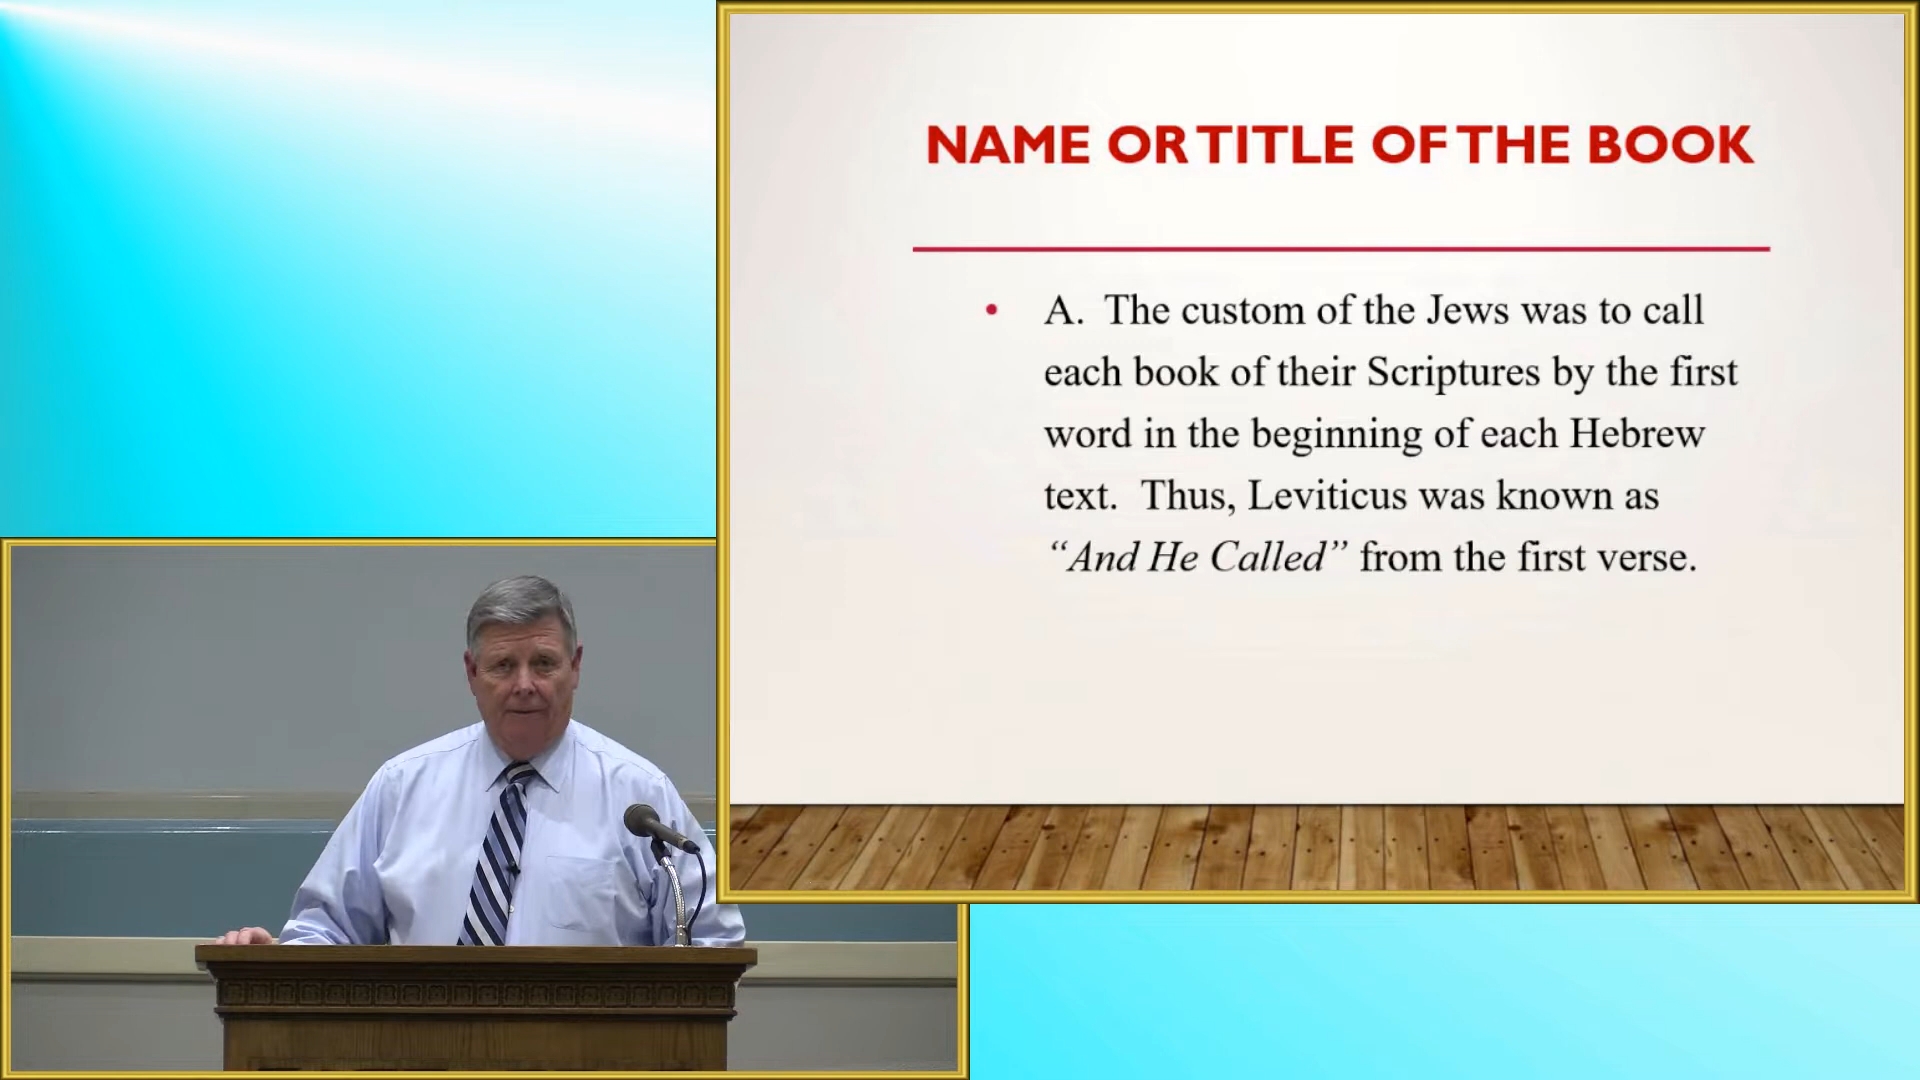 NAME OR TITLE OF THE BOOK
• A. The custom of the Jews was to call
each book of their Scriptures by the first
word in the beginning of each Hebrew
text. Thus, Leviticus was known as
“And He Called” from the first verse.